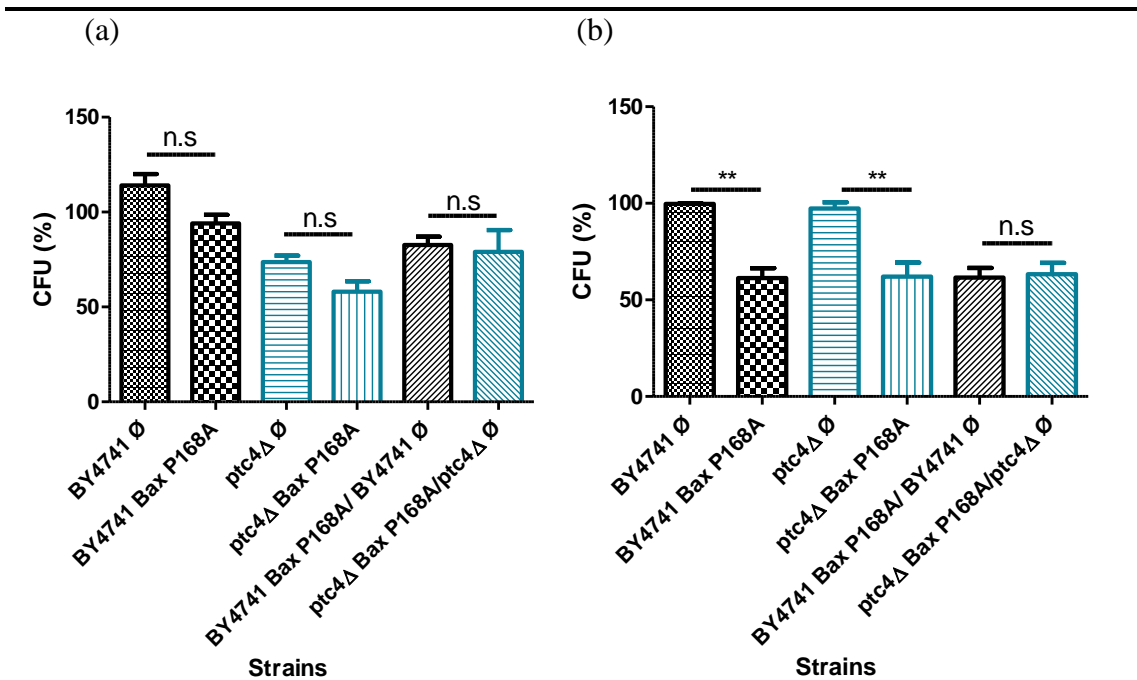 (a)
150
100
50
0
CFU (%)
n.s
n.s
n.s
BY4741 Ø
BY4741 Bax P168A
ptc4Δ Ø
ptc4Δ Bax P168A
BY4741 Bax P168A/ BY4741 Ø
ptc4Δ Bax P168A/ptc4Δ Ø
Strains
(b)
150
100
50
0
CFU (%)
**
**
n.s
BY4741 Ø
BY4741 Bax P168A
ptc4Δ Ø
ptc4Δ Bax P168A
BY4741 Bax P168A/ BY4741 Ø
ptc4Δ Bax P168A/ptc4Δ Ø
Strains